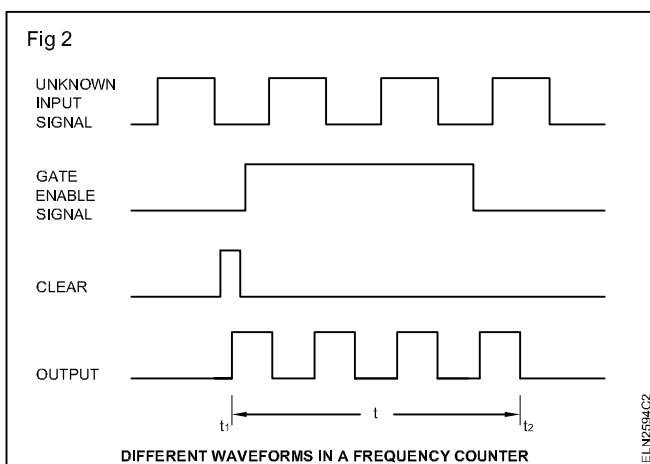 Fig 2
UNKNOWN
INPUT
SIGNAL
GATE
ENABLE
SIGNAL
CLEAR
OUTPUT
t1
t
t2
DIFFERENT WAVEFORMS IN A FREQUENCY COUNTER
ELN2594C2